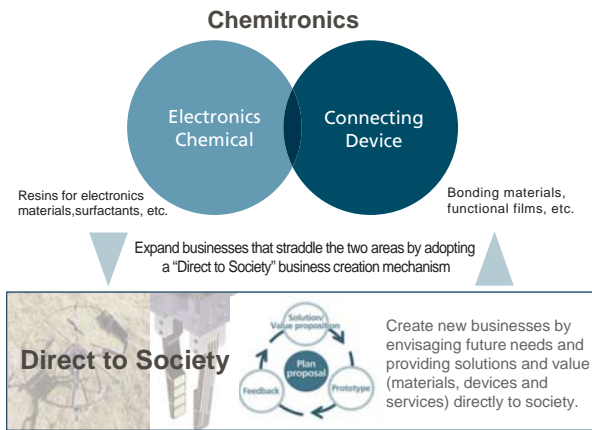 Chemitronics
Electronics
Chemical
Connecting
Device
Resins for electronics
materials,surfactants, etc.
Bonding materials,
functional films, etc.
Expand businesses that straddle the two areas by adopting
a “Direct to Society” business creation mechanism
Direct to Society
Solution/
Value proposition
Plan
proposal
Feedback
Prototype
Create new businesses by
envisaging future needs and
providing solutions and value
(materials, devices and
services) directly to society.